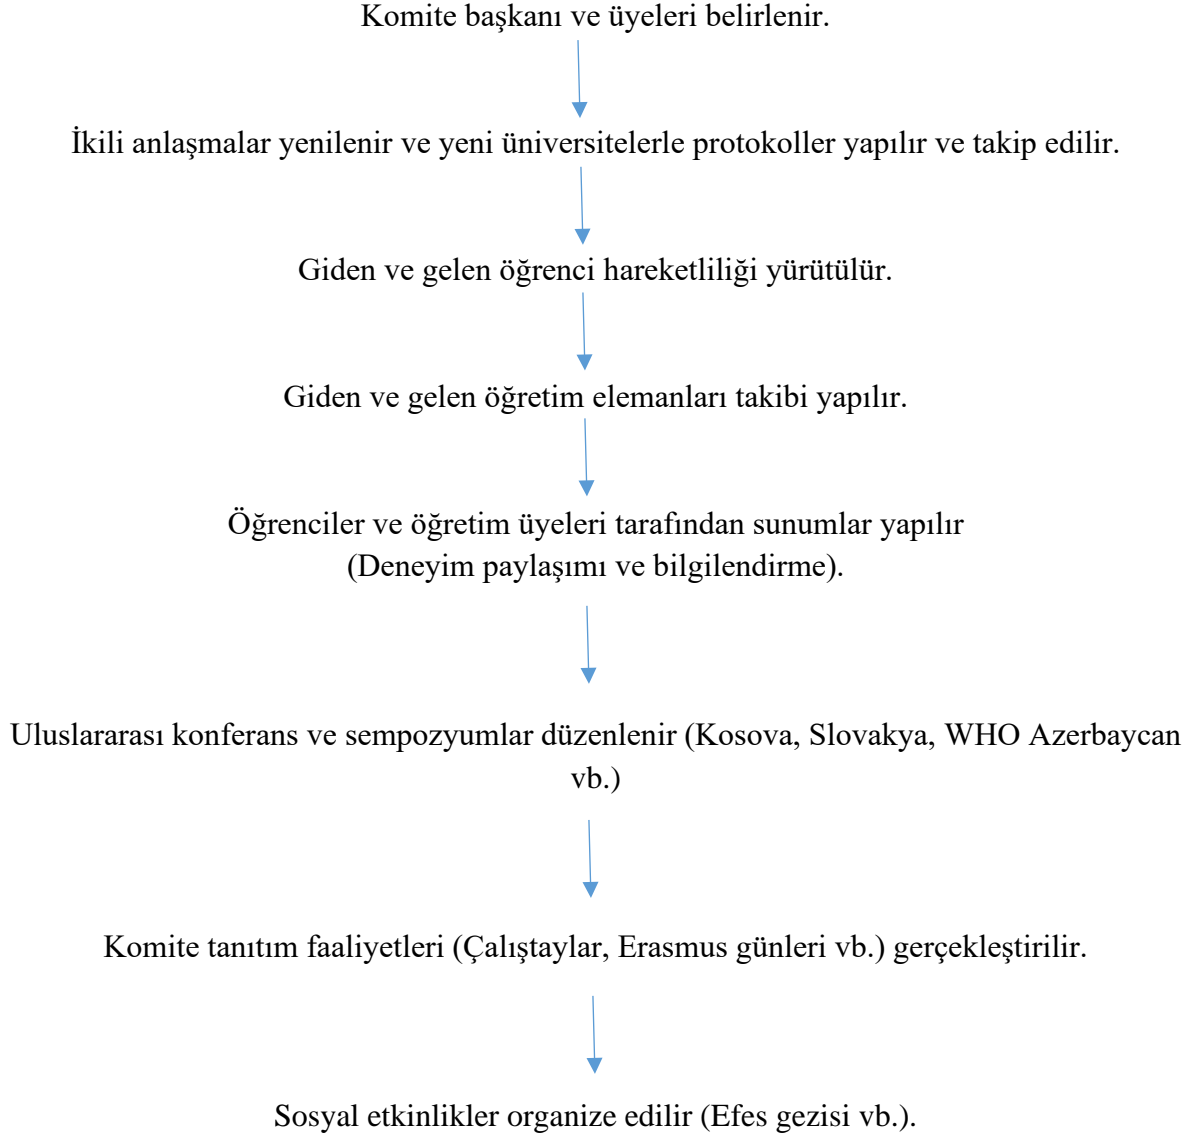 Komite başkanı ve üyeleri belirlenir.
İkili anlaşmalar yenilenir ve yeni üniversitelerle protokoller yapılır ve takip edilir.
Giden ve gelen öğrenci hareketliliği yürütülür.
Giden ve gelen öğretim elemanları takibi yapılır.
Öğrenciler ve öğretim üyeleri tarafından sunumlar yapılır
(Deneyim paylaşımı ve bilgilendirme).
Uluslararası konferans ve sempozyumlar düzenlenir (Kosova, Slovakya, WHO Azerbaycan
vb.)
Komite tanıtım faaliyetleri (Çalıştaylar, Erasmus günleri vb.) gerçekleştirilir.
Sosyal etkinlikler organize edilir (Efes gezisi vb.).